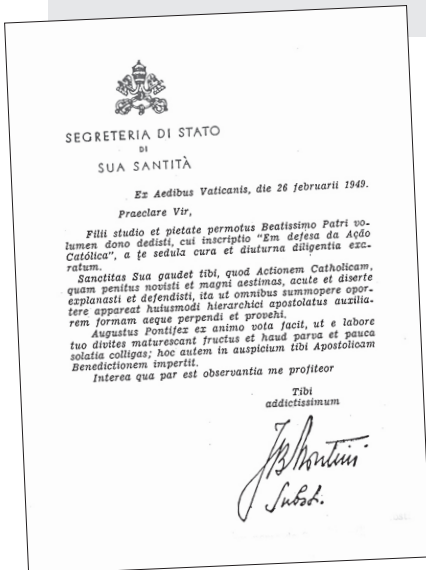 SEGRETERIA DI STATO
DI
SUA SANTITÀ
Ex Aedibus Vaticanis, die 26 februarii 1949.
Praeclare Vir,
Filii studio et pietate permotus Beatissimo Patri vo-
lumen dono dedisti, cui inscriptio "Em defesa da Ação
Católica", a te sedula cura et diuturna diligentia exa-
ratum.
Sanctitas Sua gaudet tibi, quod Actionem Catholicam,
quam penitus novisti et magni aestimas, acute et diserte
explanasti et defendisti, ita ut omnibus summopere opor-
tere appareat huiusmodi hierarchici apostolatus auxilia-
rem formam aeque perpendi et provehi.
Augustus Pontifex ex animo vota facit, ut e labore
tuo divites maturescant fructus et haud parva et pauca
solatia colligas; hoc autem in auspicium tibi Apostolicam
Benedictionem impertit.
Interea qua par est observantia me profiteor
Tibi
addictissimum
JBMontini
Subst.